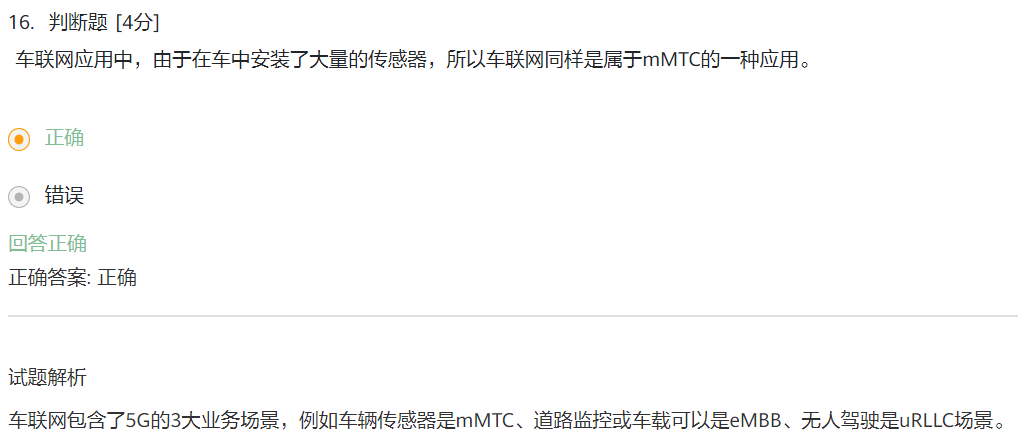 16. 判断题 [4分]
车联网应用中，由于在车中安装了大量的传感器，所以车联网同样是属于mMTC的一种应用。
正确
错误
回答正确
正确答案: 正确
试题解析
车联网包含了5G的3大业务场景，例如车辆传感器是mMTC、道路监控或车载可以是eMBB、无人驾驶是uRLLC场景。